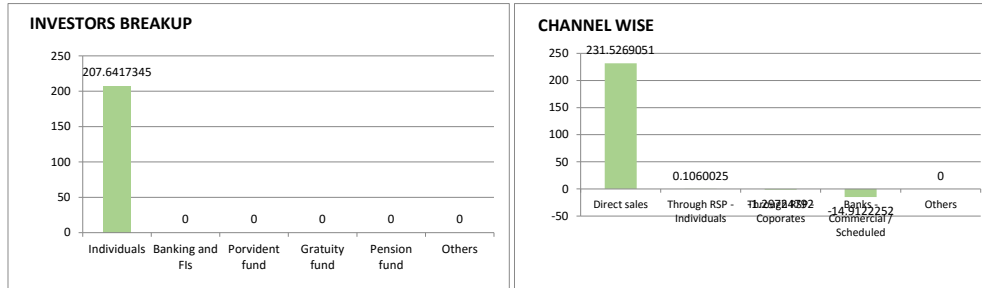 INVESTORS BREAKUP
250
200
150
100
50
0
207.6417345
0
0
0
0
0
Individuals
Banking and FIs
Porvident fund
Gratuity fund
Pension fund
Others
CHANNEL WISE
250
200
150
100
50
0
-50
231.5269051
0.1060025
-14.9122252
0
Direct sales
Through RSP - Individuals
Through RSP - Coporates
Banks - Commercial / Scheduled
Others